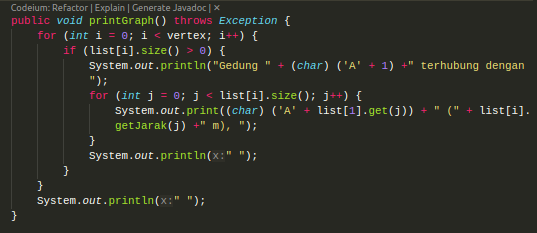 Codeium: Refactor | Explain | Generate Javadoc | ×
public void printGraph() throws Exception {
for (int i = 0; i < vertex; i++) {
if (list[i].size() > 0) {
System.out.println("Gedung " + (char) ('A' + 1) +" terhubung dengan
");
for (int j = 0; j < list[i].size(); j++) {
System.out.print((char) ('A' + list[1].get(j)) + " (" + list[i].
getJarak(j) +" m), ");
}
System.out.println(x:" ");
}
}
System.out.println(x:" ");
}